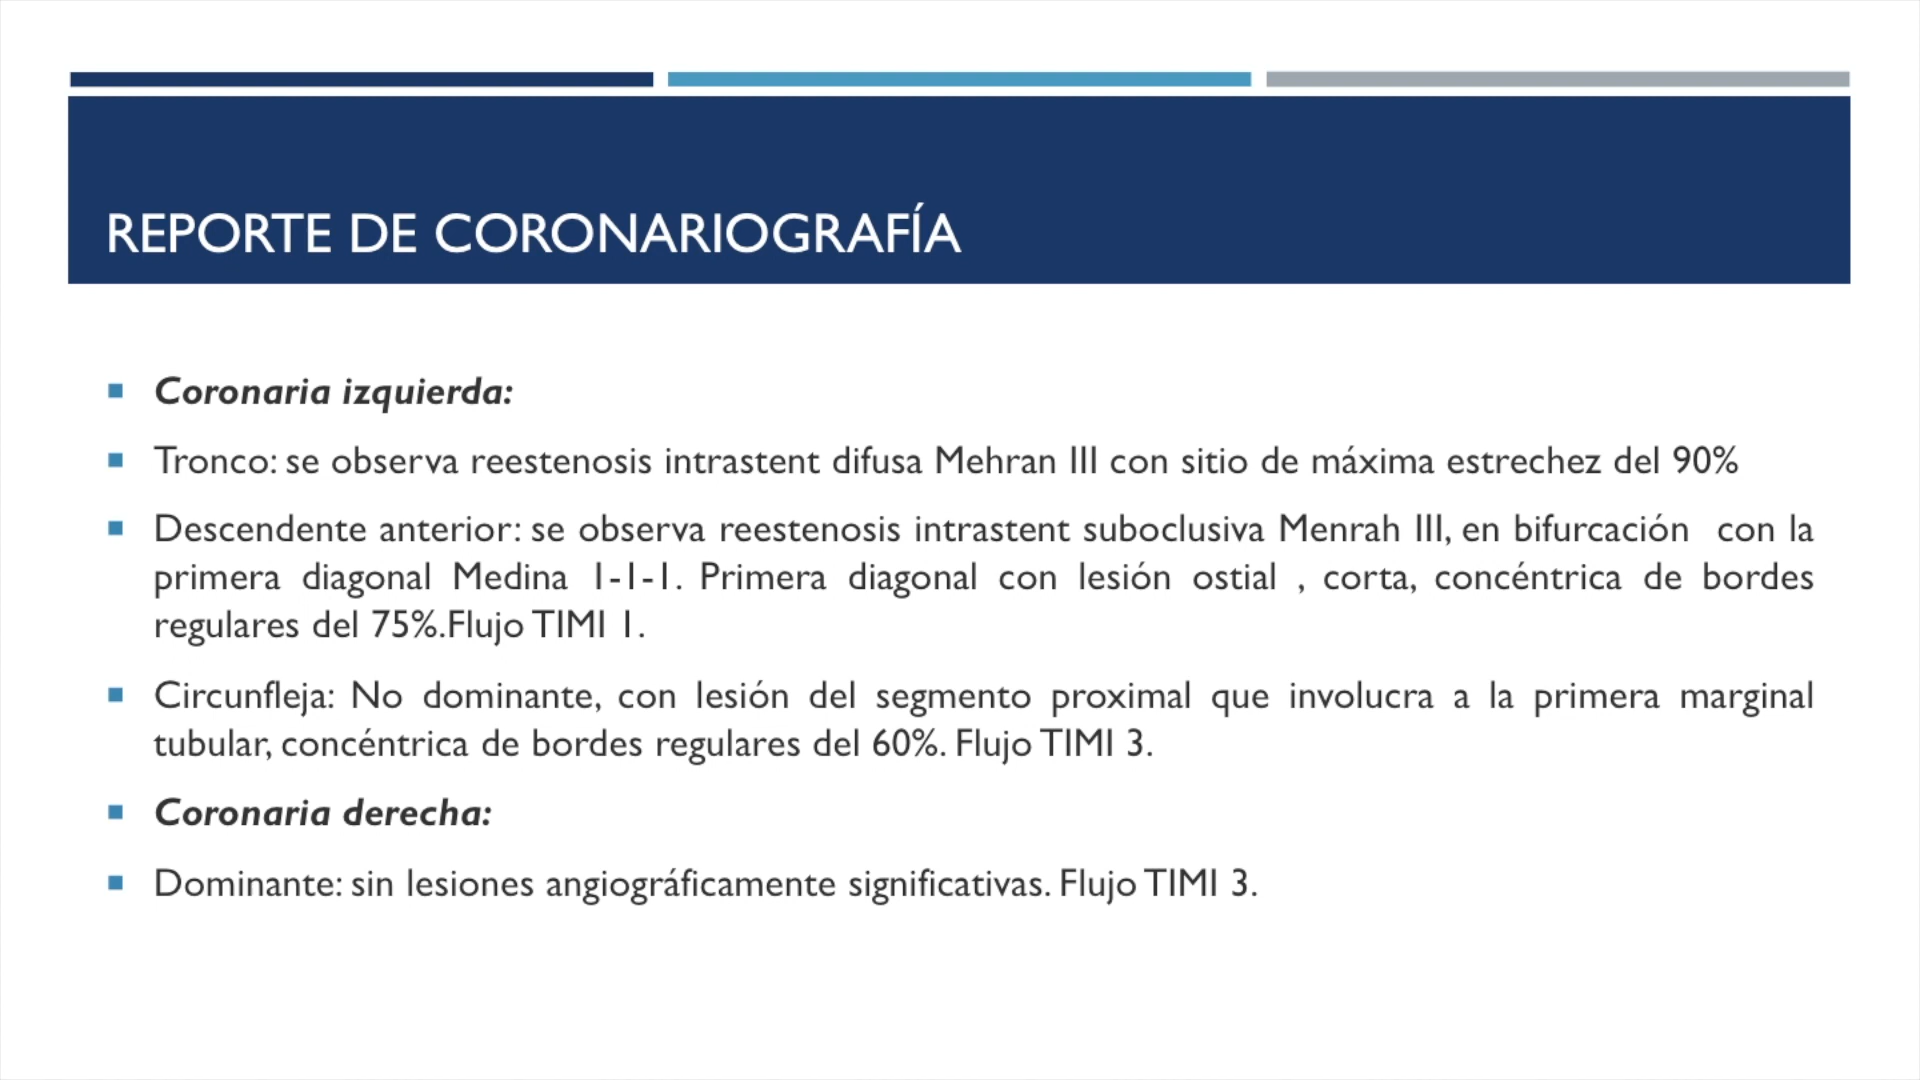 REPORTE DE CORONARIOGRAFÍA
Coronaria izquierda:
Tronco: se observa reestenosis intrastent difusa Mehran III con sitio de máxima estrechez del 90%
Descendente anterior: se observa reestenosis intrastent suboclusiva Menrah III, en bifurcación con la
primera diagonal Medina 1-1-1. Primera diagonal con lesión ostial , corta, concéntrica de bordes
regulares del 75%.Flujo TIMI 1.
Circunfleja: No dominante, con lesión del segmento proximal que involucra a la primera marginal
tubular, concéntrica de bordes regulares del 60%. Flujo TIMI 3.
Coronaria derecha:
Dominante: sin lesiones angiográficamente significativas. Flujo TIMI 3.